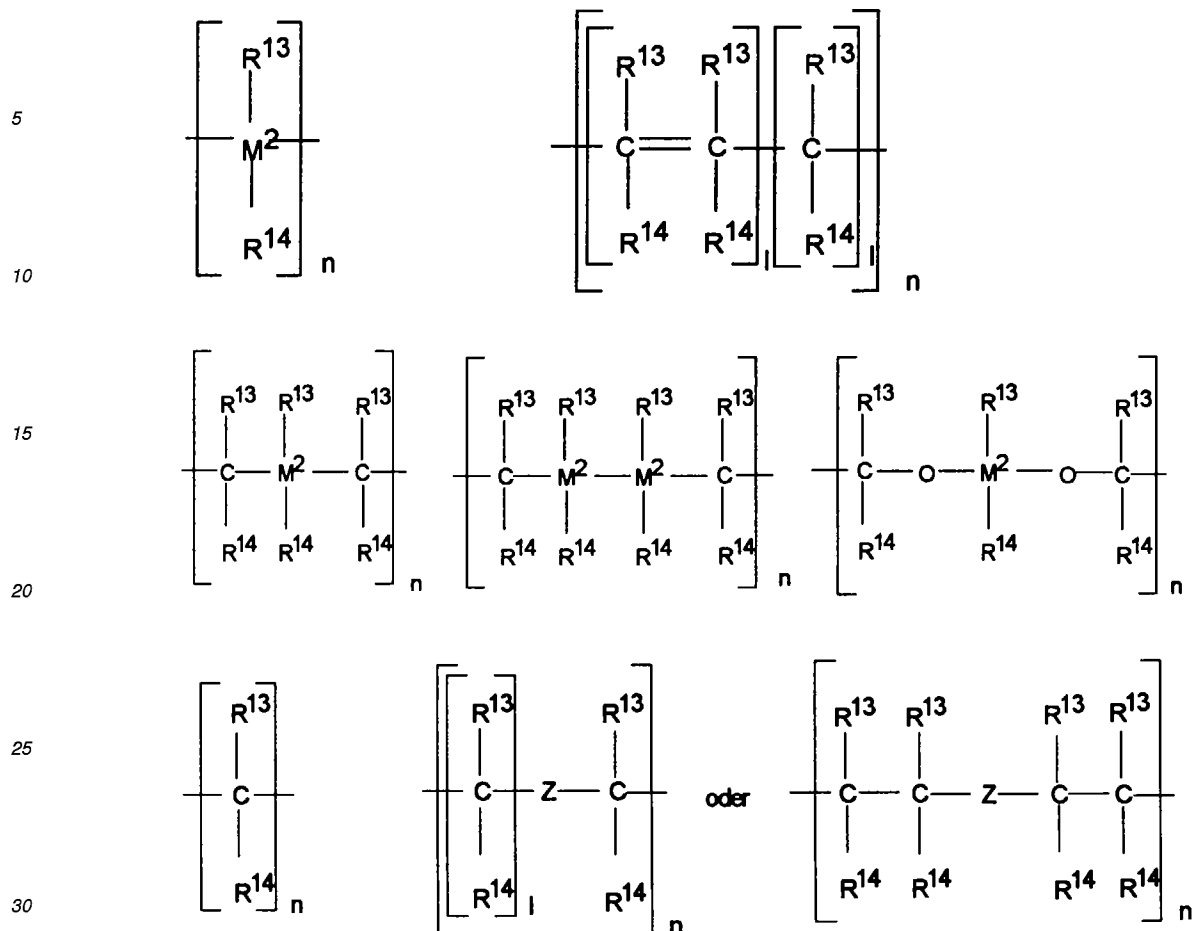 R¹³ R¹³ R¹³ R¹³
5
M² C C C
R¹⁴ R¹⁴ R¹⁴ R¹⁴
n l l n
10
R¹³ R¹³ R¹³ R¹³ R¹³ R¹³ R¹³ R¹³ R¹³ R¹³
15
C M² C C M² M² C C O M² O C
R¹⁴ R¹⁴ R¹⁴ R¹⁴ R¹⁴ R¹⁴ R¹⁴ R¹⁴ R¹⁴ R¹⁴
n n n
20
R¹³ R¹³ R¹³ R¹³ R¹³ R¹³ R¹³
25
C C Z C oder C C Z C C
R¹⁴ R¹⁴ R¹⁴ R¹⁴ R¹⁴ R¹⁴ R¹⁴
30
n l n n